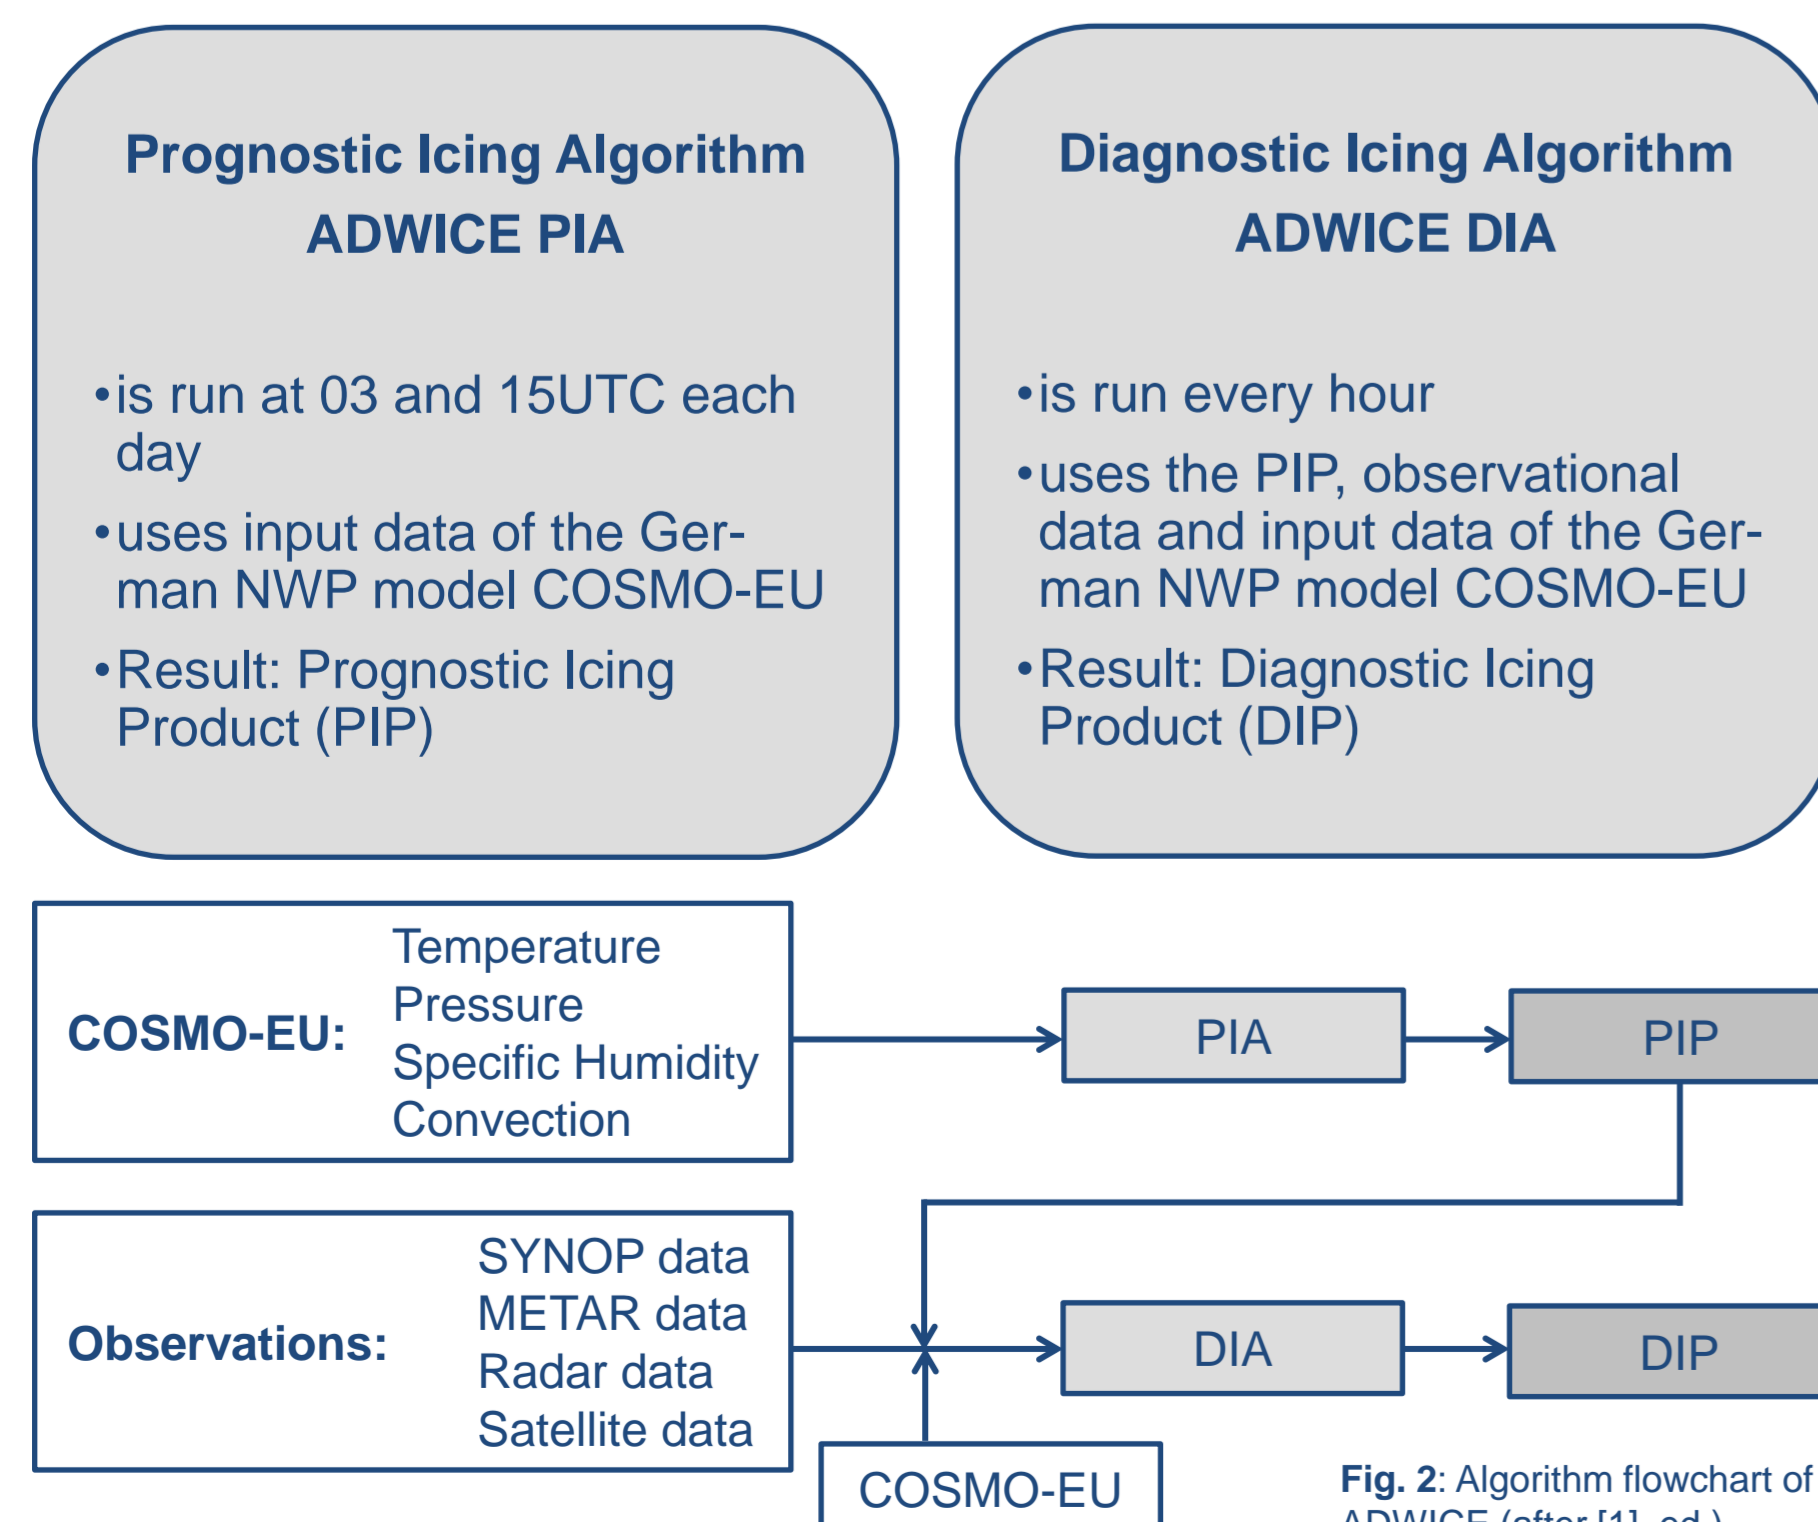 Prognostic Icing Algorithm
ADWICE PIA
•is run at 03 and 15UTC each
day
•uses input data of the Ger-
man NWP model COSMO-EU
•Result: Prognostic Icing
Product (PIP)
Diagnostic Icing Algorithm
ADWICE DIA
•is run every hour
•uses the PIP, observational
data and input data of the Ger-
man NWP model COSMO-EU
•Result: Diagnostic Icing
Product (DIP)
COSMO-EU:
Temperature
Pressure
Specific Humidity
Convection
PIA
PIP
Observations:
SYNOP data
METAR data
Radar data
Satellite data
DIA
DIP
COSMO-EU
Fig. 2: Algorithm flowchart of
ADWICE (after [1], ed.)